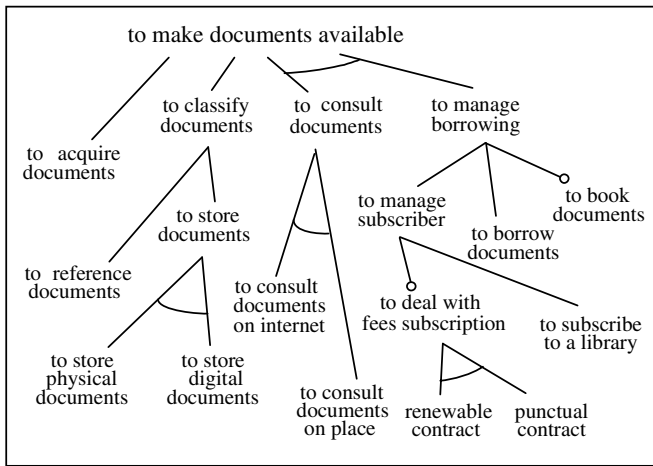 to make documents available
to classify
documents
to consult
documents
to manage
borrowing
to acquire
documents
to store
documents
to manage
subscriber
to book
documents
to borrow
documents
to reference
documents
to consult
documents
on internet
to deal with
fees subscription
to subscribe
to a library
to store
physical
documents
to store
digital
documents
to consult
documents
on place
renewable
contract
punctual
contract